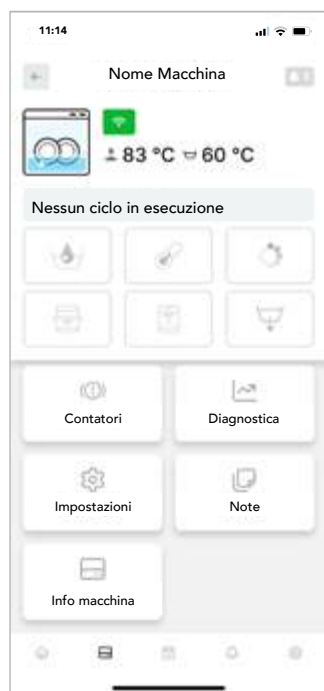 11:14
Nome Macchina
83 °C 60 °C
Nessun ciclo in esecuzione
Contatori
Diagnostica
Impostazioni
Note
Info macchina